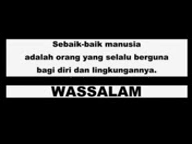 Sebaik-baik manusia
adalah orang yang selalu berguna
bagi diri dan lingkungannya.
WASSALAM